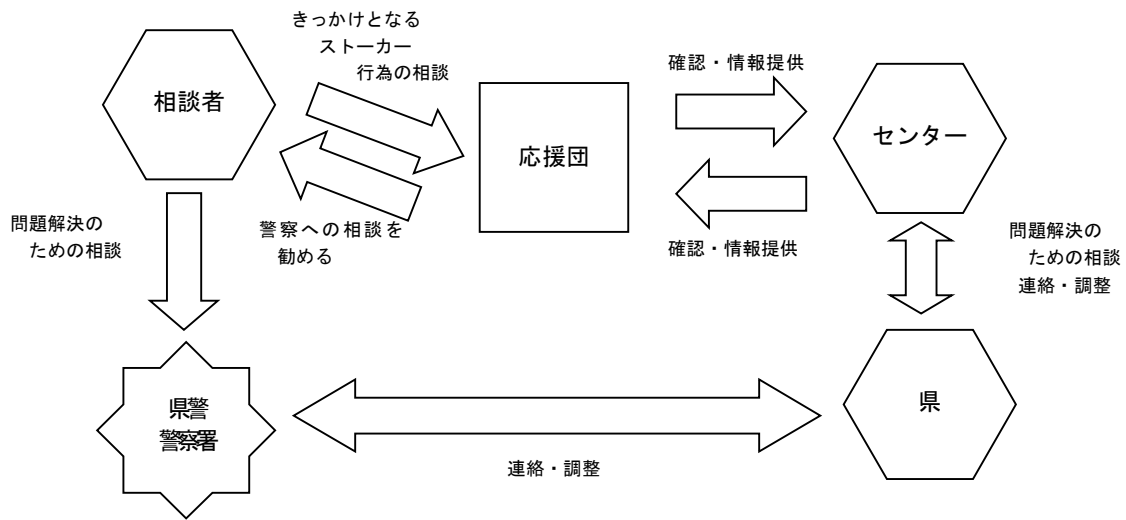 きっかけとなる
ストーカー
行為の相談
相談者
応援団
確認・情報提供
センター
警察への相談を
勧める
確認・情報提供
問題解決の
ための相談
問題解決の
ための相談
連絡・調整
県警
警察署
県
連絡・調整